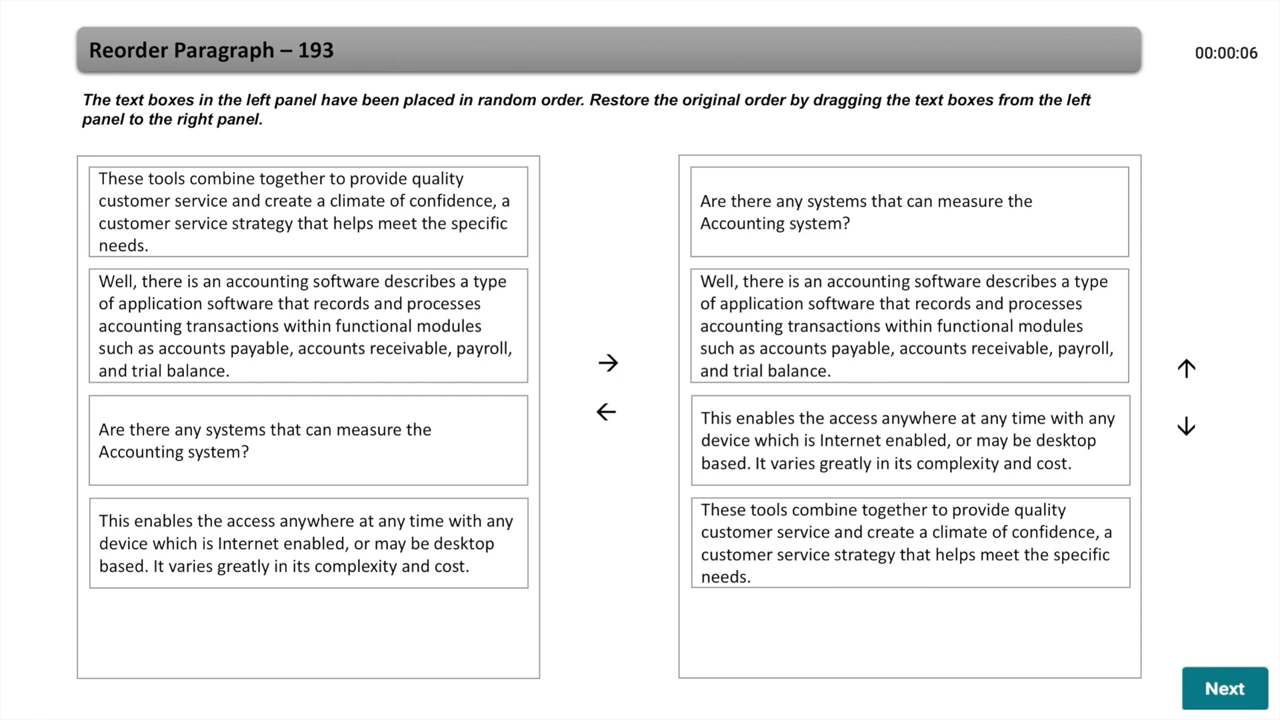 Reorder Paragraph – 193
00:00:06
The text boxes in the left panel have been placed in random order. Restore the original order by dragging the text boxes from the left
panel to the right panel.
These tools combine together to provide quality
customer service and create a climate of confidence, a
customer service strategy that helps meet the specific
needs.
Well, there is an accounting software describes a type
of application software that records and processes
accounting transactions within functional modules
such as accounts payable, accounts receivable, payroll,
and trial balance.
Are there any systems that can measure the
Accounting system?
This enables the access anywhere at any time with any
device which is Internet enabled, or may be desktop
based. It varies greatly in its complexity and cost.
Are there any systems that can measure the
Accounting system?
Well, there is an accounting software describes a type
of application software that records and processes
accounting transactions within functional modules
such as accounts payable, accounts receivable, payroll,
and trial balance.
This enables the access anywhere at any time with any
device which is Internet enabled, or may be desktop
based. It varies greatly in its complexity and cost.
These tools combine together to provide quality
customer service and create a climate of confidence, a
customer service strategy that helps meet the specific
needs.
Next